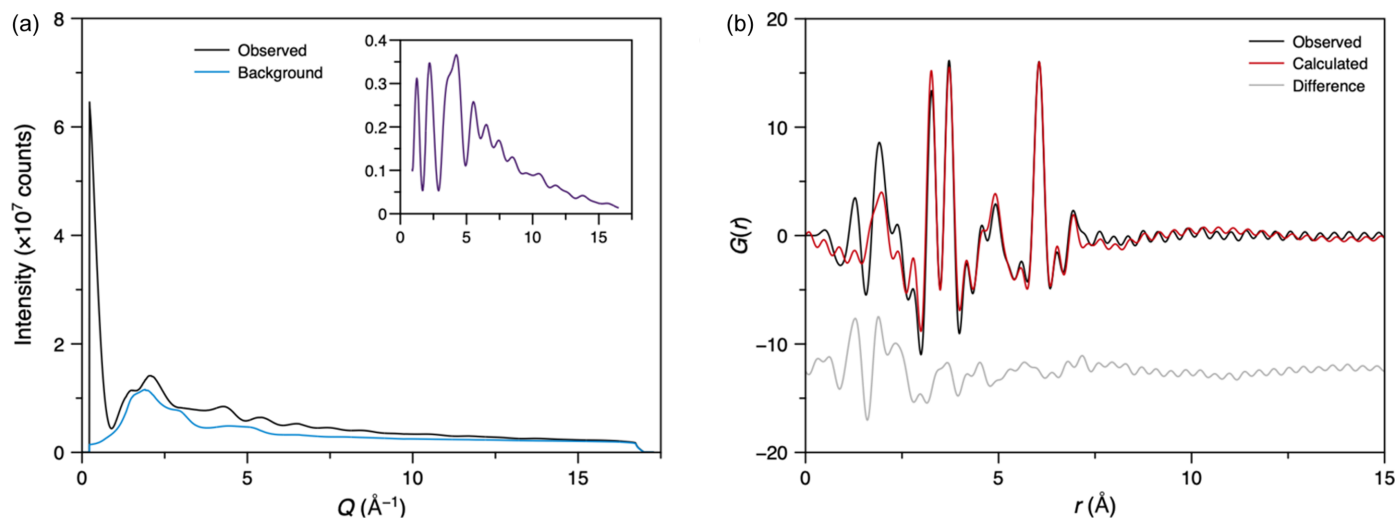 (a)
8
6
4
2
0
0
5
10
15
Intensity (×10⁷ counts)
Q (Å⁻¹)
Observed
Background
0.4
0.3
0.2
0.1
0
0
5
10
15
(b)
20
10
0
−10
−20
0
5
10
15
G(r)
r (Å)
Observed
Calculated
Difference